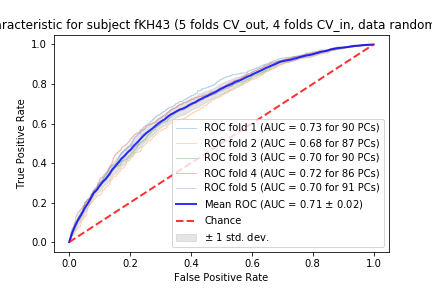 aracteristic for subject fKH43 (5 folds CV_out, 4 folds CV_in, data random
True Positive Rate
1.0
0.8
0.6
0.4
0.2
0.0
ROC fold 1 (AUC = 0.73 for 90 PCs)
ROC fold 2 (AUC = 0.68 for 87 PCs)
ROC fold 3 (AUC = 0.70 for 90 PCs)
ROC fold 4 (AUC = 0.72 for 86 PCs)
ROC fold 5 (AUC = 0.70 for 91 PCs)
Mean ROC (AUC = 0.71 ± 0.02)
Chance
± 1 std. dev.
0.0 0.2 0.4 0.6 0.8 1.0
False Positive Rate